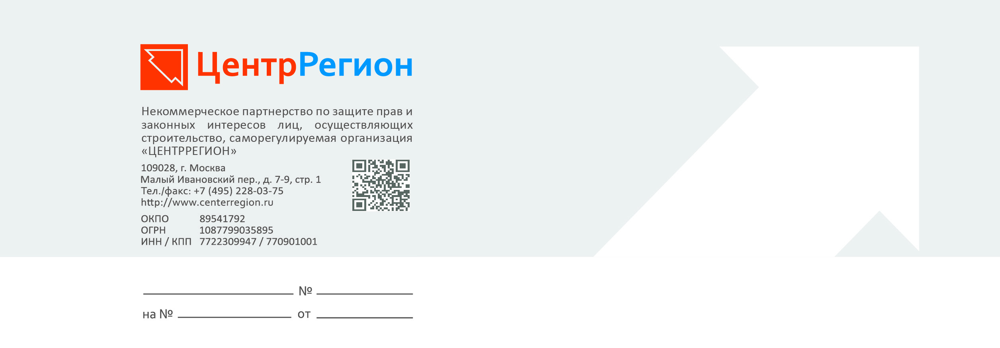 ЦентрРегион
Некоммерческое партнерство по защите прав и
законных интересов лиц, осуществляющих
строительство, саморегулируемая организация
«ЦЕНТРРЕГИОН»
109028, г. Москва
Малый Ивановский пер., д. 7-9, стр. 1
Тел./факс: +7 (495) 228-03-75
http://www.centerregion.ru
ОКПО 89541792
ОГРН 1087799035895
ИНН / КПП 7722309947 / 770901001
№
на № от